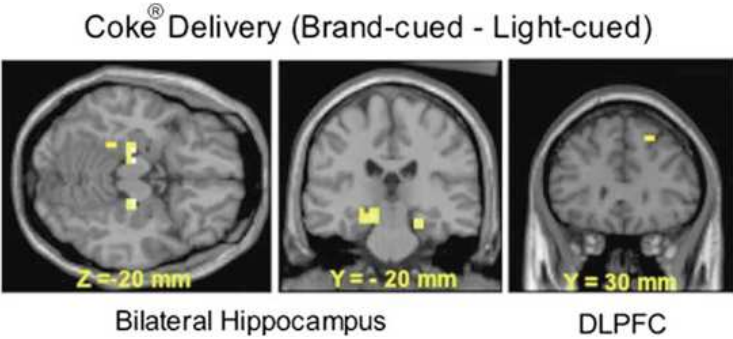 Coke® Delivery (Brand-cued - Light-cued)
Z =-20 mm
Y = - 20 mm
Y = 30 mm
Bilateral Hippocampus
DLPFC